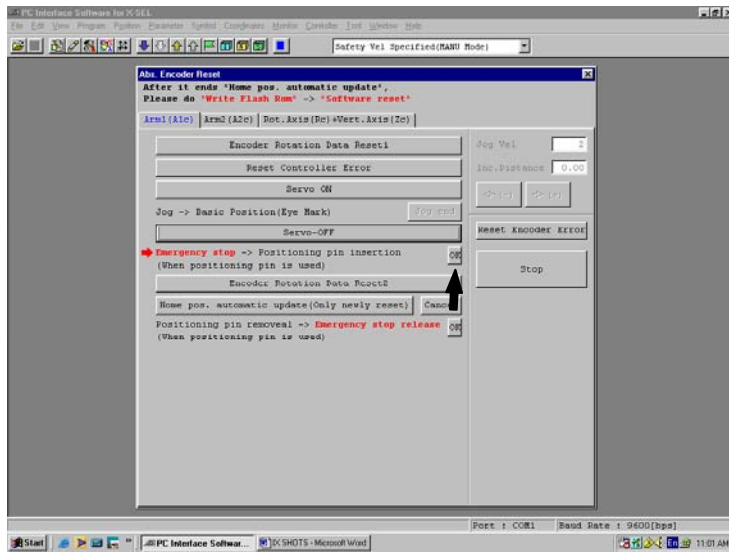 PC Interface Software for X-SEL
File Edit View Program Position Parameter Symbol Coordinates Monitor Controller Tool Window Help
Safety Vel Specified(MANU Mode)
Abs. Encoder Reset
After it ends "Home pos. automatic update",
Please do "Write Flash Rom" -> "Software reset"
Arm1(A1c) Arm2(A2c) Rot.Axis(Rc)+Vert.Axis(Zc)
Encoder Rotation Data Reset1
Jog Vel 2
Reset Controller Error
Inc.Distance 0.00
Servo ON
Jog -> Basic Position(Eye Mark) Jog end
Servo-OFF
Reset Encoder Error
Emergency stop -> Positioning pin insertion OK
(When positioning pin is used)
Stop
Encoder Rotation Data Reset2
Home pos. automatic update(Only newly reset)
Positioning pin removeal -> Emergency stop release OK
(When positioning pin is used)
Port : COM1 Baud Rate : 9600[bps]
Start PC Interface Softwar... IX SHOTS - Microsoft Word En 11:01 AM